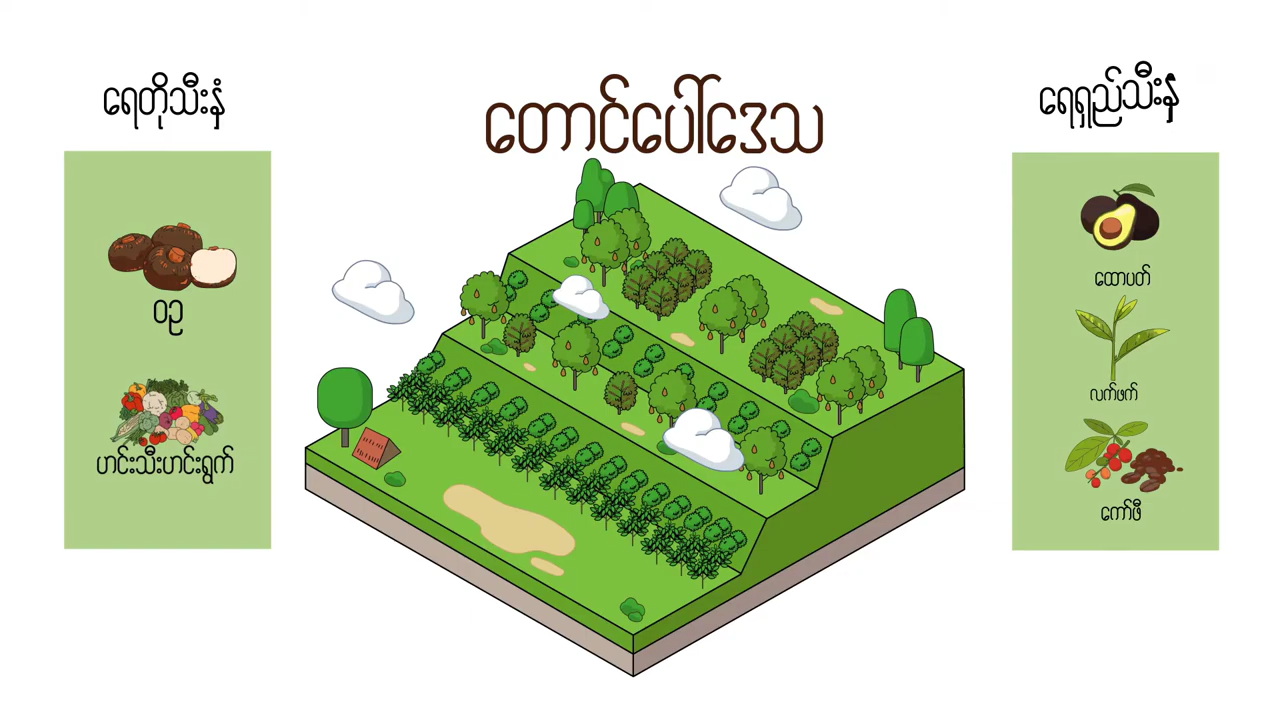 တောင်ပေါ်ဒေသ
ရေတိုသီးနှံ
ဝဥ
ဟင်းသီးဟင်းရွက်
ရေရှည်သီးနှံ
ထောပတ်
လက်ဖက်
ကော်ဖီ